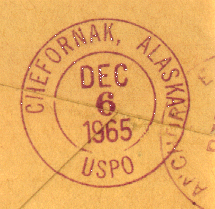 CHEFORNAK, ALASKA
DEC
6
1965
USPO